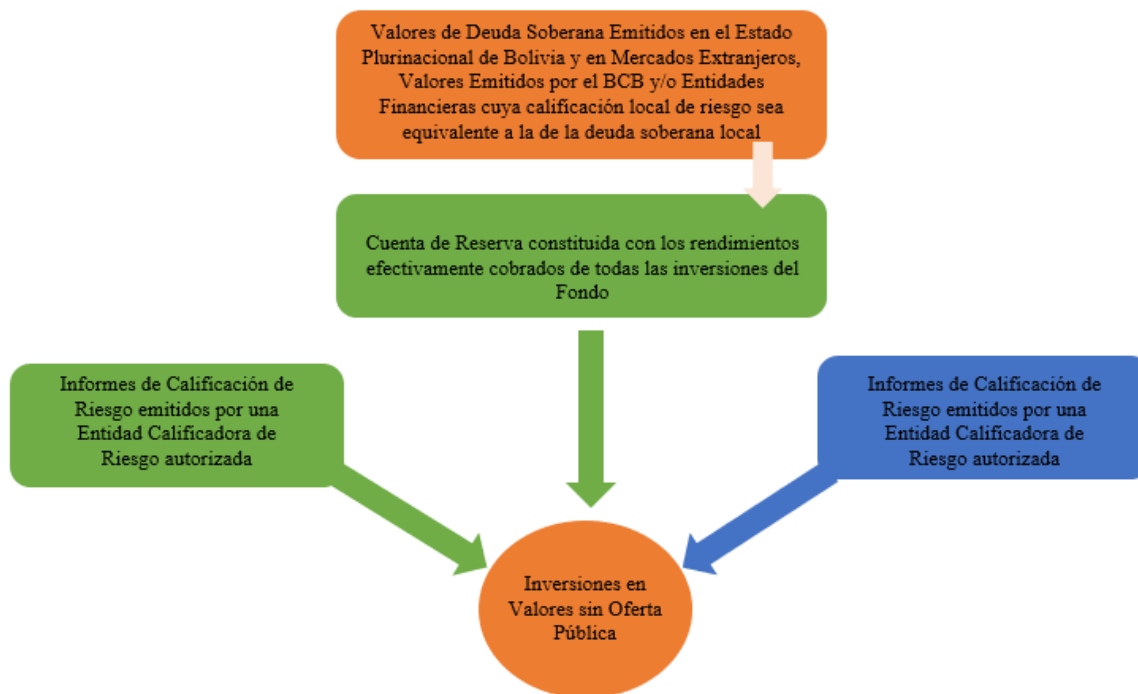 Valores de Deuda Soberana Emitidos en el Estado
Plurinacional de Bolivia y en Mercados Extranjeros,
Valores Emitidos por el BCB y/o Entidades
Financieras cuya calificación local de riesgo sea
equivalente a la de la deuda soberana local
Cuenta de Reserva constituida con los rendimientos
efectivamente cobrados de todas las inversiones del
Fondo
Informes de Calificación de
Riesgo emitidos por una
Entidad Calificadora de
Riesgo autorizada
Informes de Calificación de
Riesgo emitidos por una
Entidad Calificadora de
Riesgo autorizada
Inversiones en
Valores sin Oferta
Pública